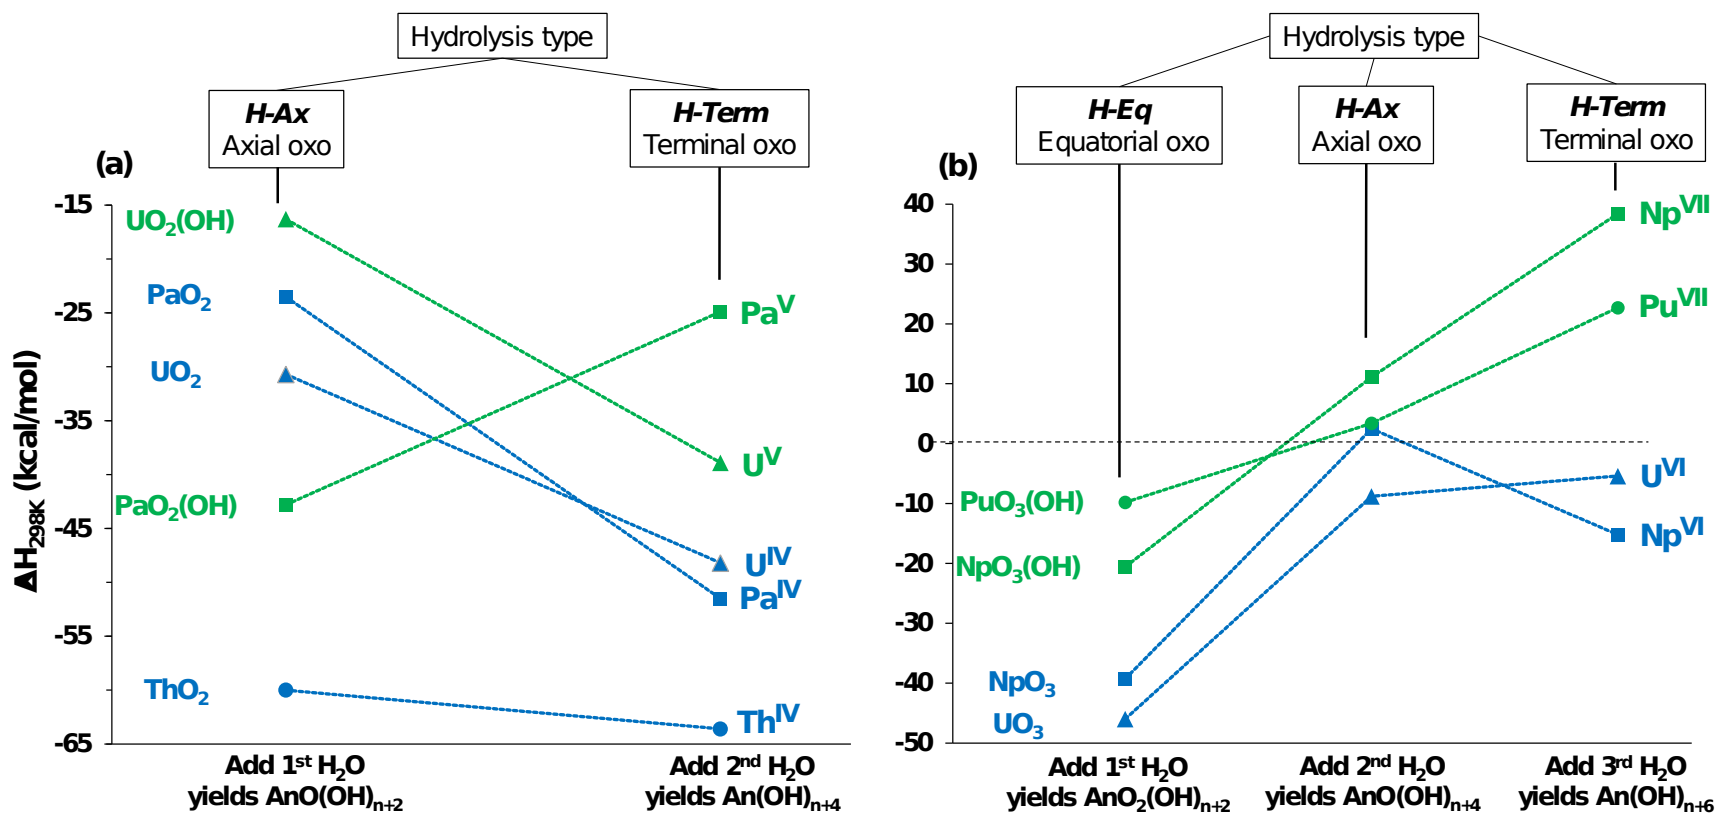 Hydrolysis type
H-Ax
Axial oxo
H-Term
Terminal oxo
(a)
-15
-25
-35
-45
-55
-65
ΔH298K (kcal/mol)
UO2(OH)
PaO2
UO2
PaO2(OH)
ThO2
PaV
UV
UIV
PaIV
ThIV
Add 1st H2O
yields AnO(OH)n+2
Add 2nd H2O
yields An(OH)n+4
Hydrolysis type
H-Eq
Equatorial oxo
H-Ax
Axial oxo
H-Term
Terminal oxo
(b)
40
30
20
10
0
-10
-20
-30
-40
-50
PuO3(OH)
NpO3(OH)
NpO3
UO3
NpVII
PuVII
UVI
NpVI
Add 1st H2O
yields AnO2(OH)n+2
Add 2nd H2O
yields AnO(OH)n+4
Add 3rd H2O
yields An(OH)n+6